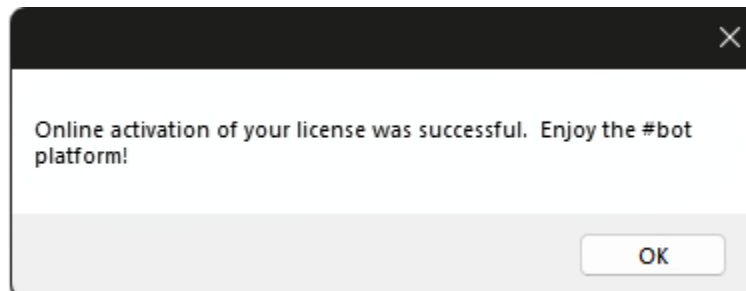 Online activation of your license was successful.  Enjoy the #bot
platform!
OK